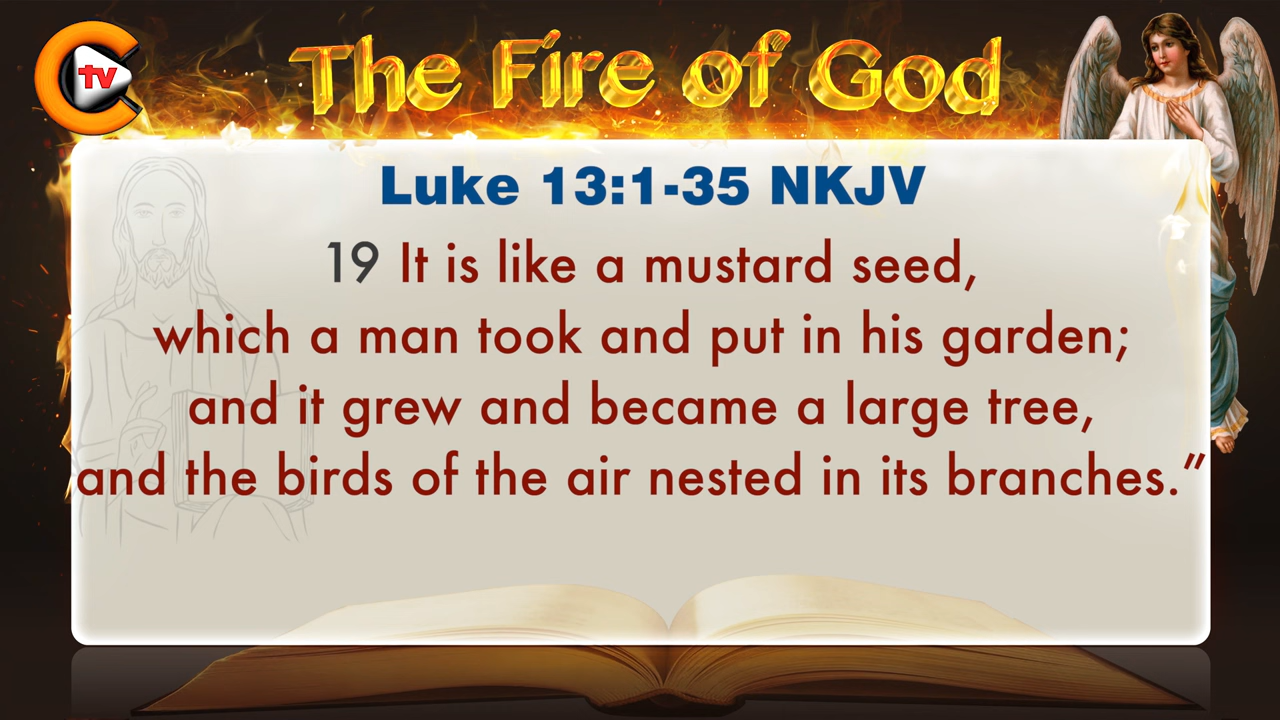 tv
The Fire of God
Luke 13:1-35 NKJV
19 It is like a mustard seed,
which a man took and put in his garden;
and it grew and became a large tree,
and the birds of the air nested in its branches.”